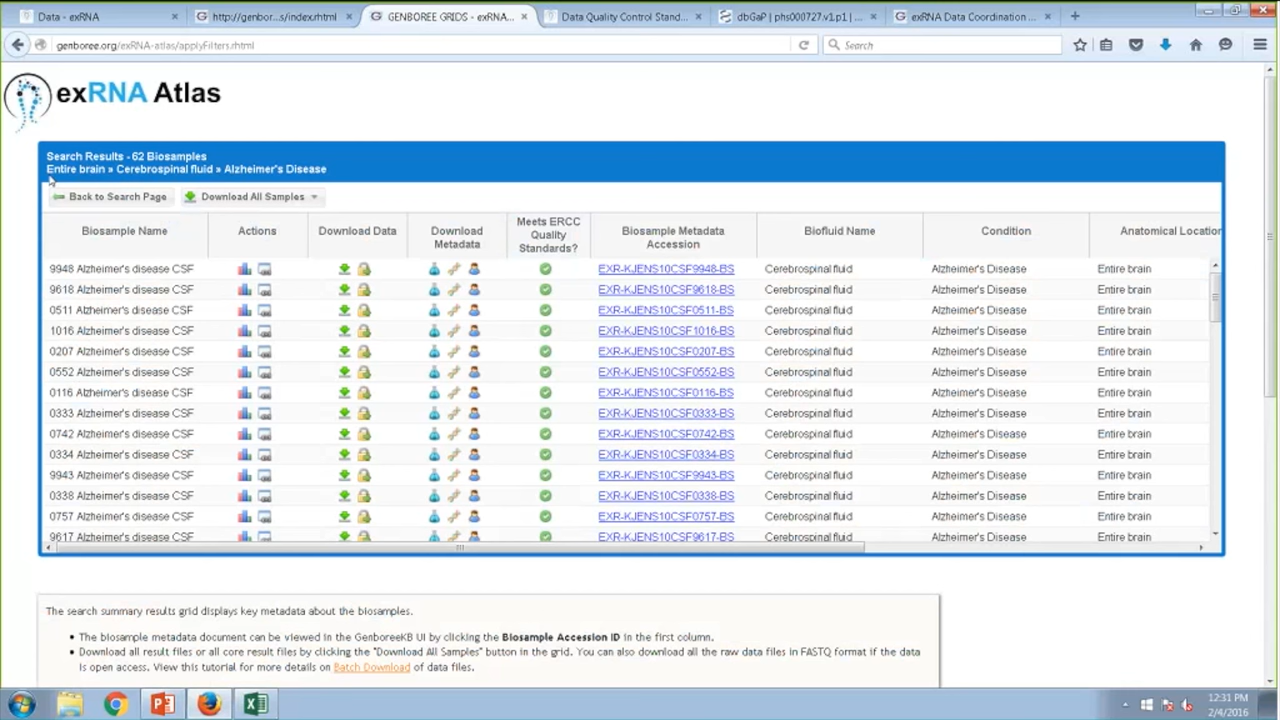 Data -
http://genbor...s/index.rhtml
GENBOREE GRIDS - exRNA...
Data Quality Control Stand...
dbGaP | phs000727.v1.p1 | ...
exRNA Data Coordination ...
genboree.org/exRNA-atlas/applyFilters.rhtml
Search
exRNA Atlas
Search Results - 62 Biosamples
Entire brain » Cerebrospinal fluid » Alzheimer's Disease
Back to Search Page
Download All Samples
Biosample Name Actions Download Data Download Metadata Meets ERCC Quality Standards? Biosample Metadata Accession Biofluid Name Condition Anatomical Location
9948 Alzheimer's disease CSF EXR-KJENS10CSF9948-BS Cerebrospinal fluid Alzheimer's Disease Entire brain
9618 Alzheimer's disease CSF EXR-KJENS10CSF9618-BS Cerebrospinal fluid Alzheimer's Disease Entire brain
0511 Alzheimer's disease CSF EXR-KJENS10CSF0511-BS Cerebrospinal fluid Alzheimer's Disease Entire brain
1016 Alzheimer's disease CSF EXR-KJENS10CSF1016-BS Cerebrospinal fluid Alzheimer's Disease Entire brain
0207 Alzheimer's disease CSF EXR-KJENS10CSF0207-BS Cerebrospinal fluid Alzheimer's Disease Entire brain
0552 Alzheimer's disease CSF EXR-KJENS10CSF0552-BS Cerebrospinal fluid Alzheimer's Disease Entire brain
0116 Alzheimer's disease CSF EXR-KJENS10CSF0116-BS Cerebrospinal fluid Alzheimer's Disease Entire brain
0333 Alzheimer's disease CSF EXR-KJENS10CSF0333-BS Cerebrospinal fluid Alzheimer's Disease Entire brain
0742 Alzheimer's disease CSF EXR-KJENS10CSF0742-BS Cerebrospinal fluid Alzheimer's Disease Entire brain
0334 Alzheimer's disease CSF EXR-KJENS10CSF0334-BS Cerebrospinal fluid Alzheimer's Disease Entire brain
9943 Alzheimer's disease CSF EXR-KJENS10CSF9943-BS Cerebrospinal fluid Alzheimer's Disease Entire brain
0338 Alzheimer's disease CSF EXR-KJENS10CSF0338-BS Cerebrospinal fluid Alzheimer's Disease Entire brain
0757 Alzheimer's disease CSF EXR-KJENS10CSF0757-BS Cerebrospinal fluid Alzheimer's Disease Entire brain
9617 Alzheimer's disease CSF EXR-KJENS10CSF9617-BS Cerebrospinal fluid Alzheimer's Disease Entire brain
The search summary results grid displays key metadata about the biosamples.
• The biosample metadata document can be viewed in the GenboreeKB UI by clicking the Biosample Accession ID in the first column.
• Download all result files or all core result files by clicking the "Download All Samples" button in the grid. You can also download all the raw data files in FASTQ format if the data
is open access. View this tutorial for more details on Batch Download of data files.
12:31 PM
2/4/2016